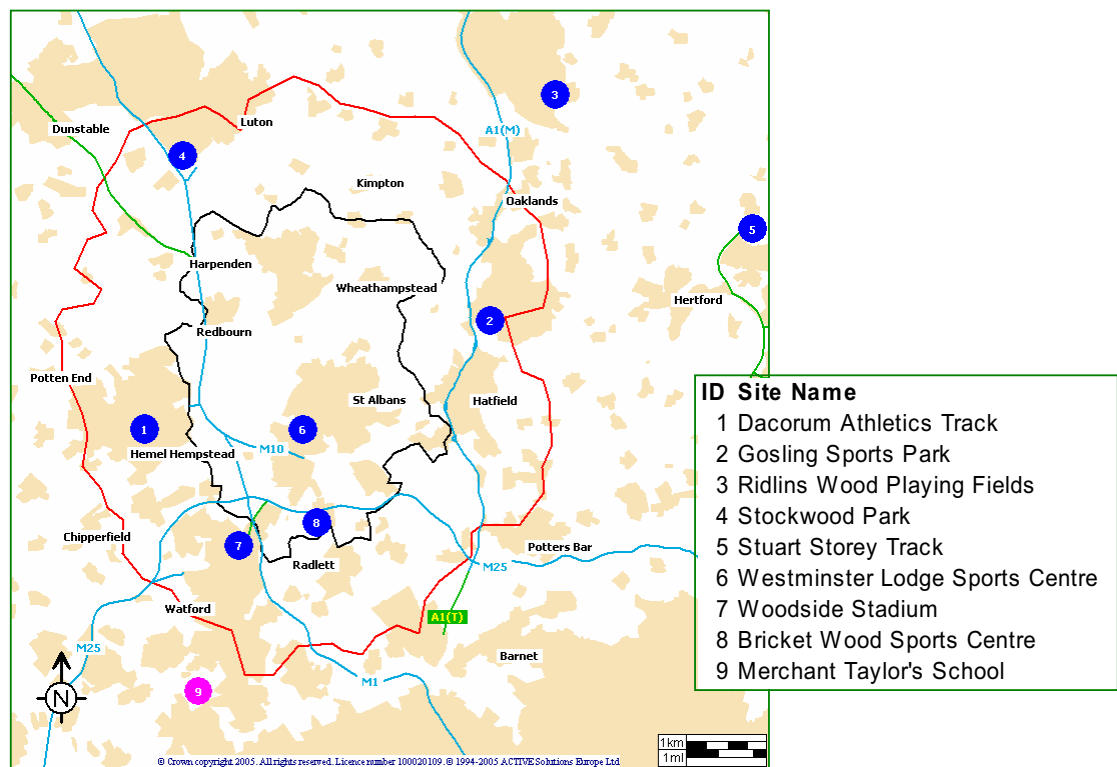 3
Luton
Dunstable
A1(M)
4
Kimpton
Oaklands
5
Harpenden
Wheathampstead
Hertford
2
Redbourn
Potten End
St Albans
Hatfield
1
6
M10
Hemel Hempstead
8
Chipperfield
7
Potters Bar
Radlett
M25
Watford
A1(T)
M25
Barnet
M1
N
9
1km
1ml
© Crown copyright 2005. All rights reserved. Licence number 100020109. © 1994-2005 ACTIVE Solutions Europe Ltd
ID Site Name
1 Dacorum Athletics Track
2 Gosling Sports Park
3 Ridlins Wood Playing Fields
4 Stockwood Park
5 Stuart Storey Track
6 Westminster Lodge Sports Centre
7 Woodside Stadium
8 Bricket Wood Sports Centre
9 Merchant Taylor's School